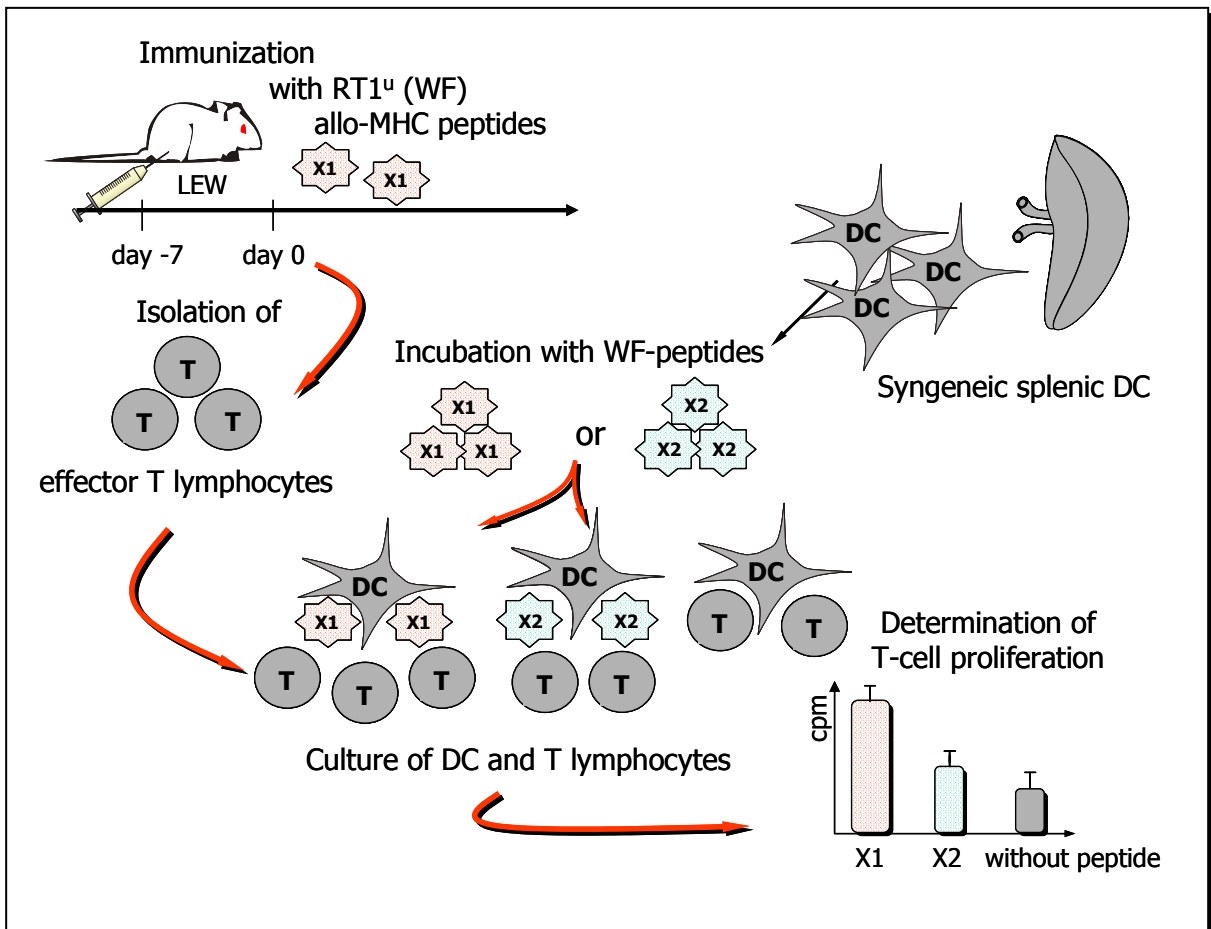 Immunization
with RT1ᵘ (WF)
allo-MHC peptides
X1
X1
LEW
day -7
day 0
Isolation of
T
T
T
effector T lymphocytes
DC
DC
DC
Syngeneic splenic DC
Incubation with WF-peptides
X1
X1
X1
or
X2
X2
X2
DC
X1
X1
T
T
T
DC
X2
X2
T
T
DC
T
T
Culture of DC and T lymphocytes
Determination of
T-cell proliferation
cpm
X1
X2
without peptide